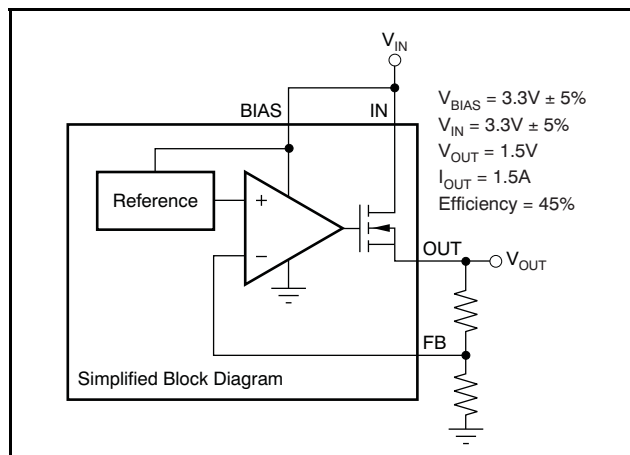 V_IN
BIAS
IN
V_BIAS = 3.3V ± 5%
V_IN = 3.3V ± 5%
V_OUT = 1.5V
I_OUT = 1.5A
Efficiency = 45%
Reference
+
−
OUT
V_OUT
FB
Simplified Block Diagram